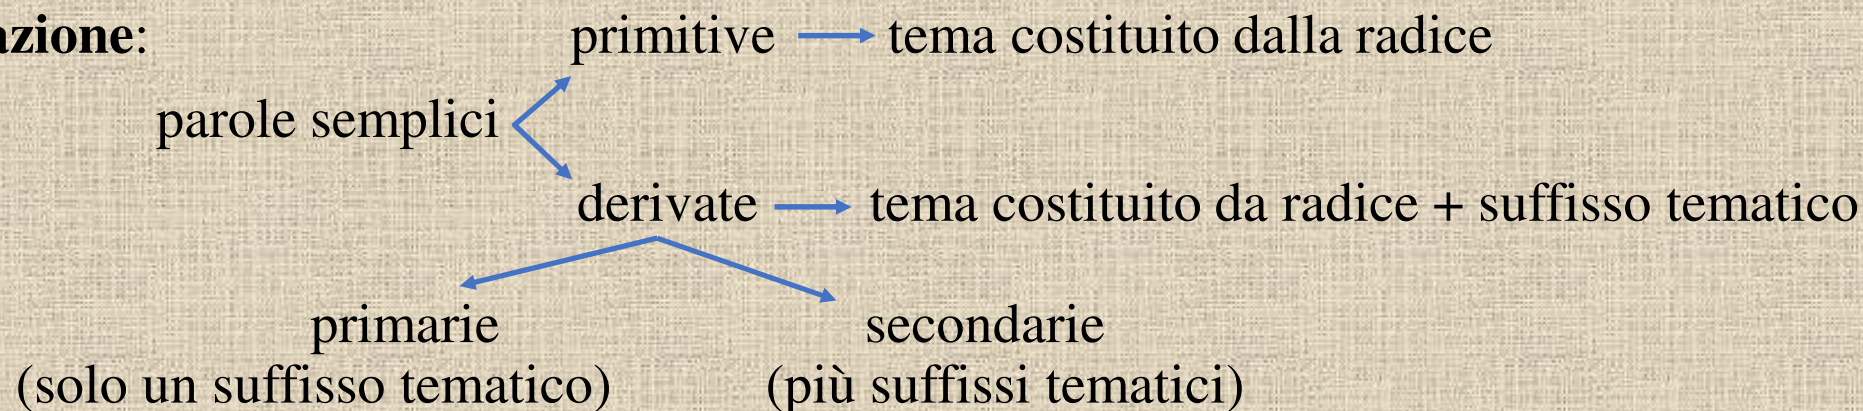 azione: primitive tema costituito dalla radice
parole semplici
derivate tema costituito da radice + suffisso tematico
primarie secondarie
(solo un suffisso tematico) (più suffissi tematici)